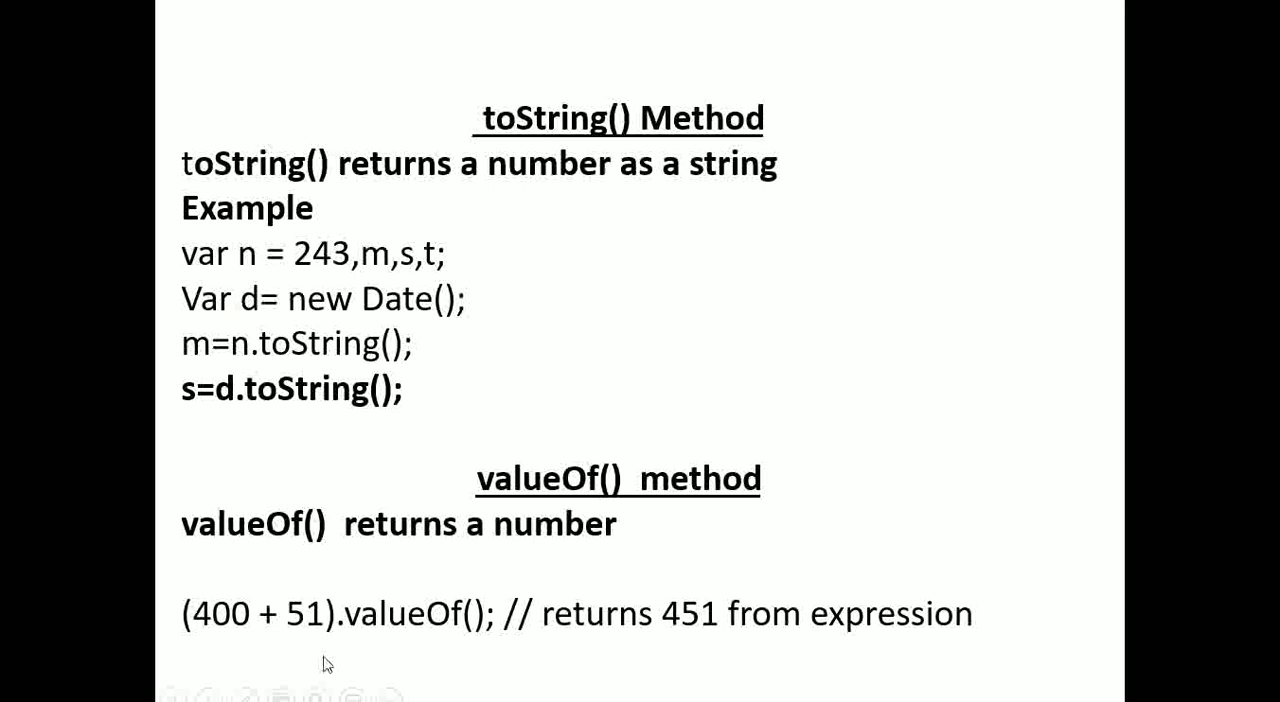 toString() Method
toString() returns a number as a string
Example
var n = 243,m,s,t;
Var d= new Date();
m=n.toString();
s=d.toString();
valueOf() method
valueOf() returns a number
(400 + 51).valueOf(); // returns 451 from expression